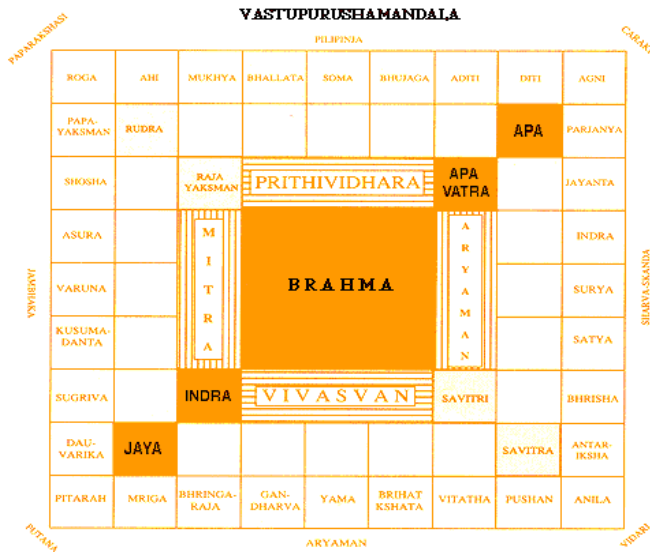 VASTUPURUSHAMANDALA
PAPARAKSHASI
PILIPINJA
ROGA AHI MUKHYA BHALLATA SOMA BHUJAGA ADITI DITI AGNI
PAPA-
YAKSMAN
RUDRA
APA
PARJANYA
SHOSHA
RAJA
YAKSMAN
PRITHIVIDHARA
APA
VATRA
JAYANTA
ASURA
MITRA
ARYAMAN
INDRA
JAMBHAKA
VARUNA
BRAHMA
SURYA
SHARVA-SKANDA
KUSUMA-
DANTA
SATYA
SUGRIVA
INDRA
VIVASVAN
SAVITRI
BHRISHA
DAU-
VARIKA
JAYA
SAVITRA
ANTAR-
IKSHA
PITARAH
MRIGA
BHRINGA-
RAJA
GAN-
DHARVA
YAMA
BRIHAT
KSHATA
VITATHA
PUSHAN
ANILA
PUTANA
ARYAMAN
VIDARI